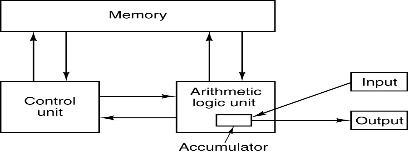 Memory
Control
unit
Arithmetic
logic unit
Input
Output
Accumulator